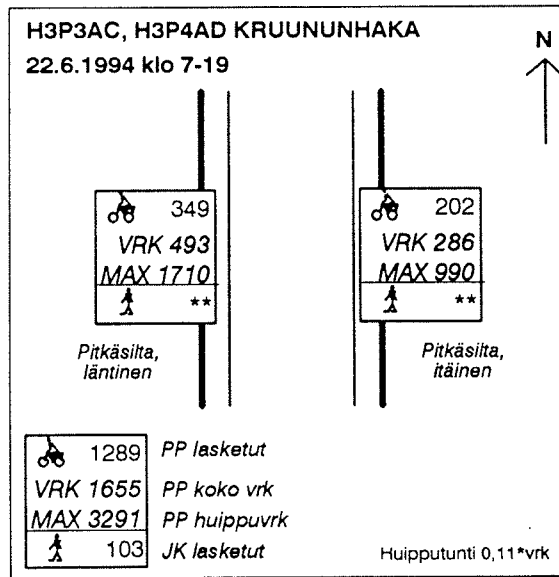 H3P3AC, H3P4AD KRUUNUNHAKA
22.6.1994 klo 7-19
N
349
VRK 493
MAX 1710
**
Pitkäsilta,
läntinen
202
VRK 286
MAX 990
**
Pitkäsilta,
itäinen
1289 PP lasketut
VRK 1655 PP koko vrk
MAX 3291 PP huippuvrk
103 JK lasketut
Huipputunti 0,11*vrk